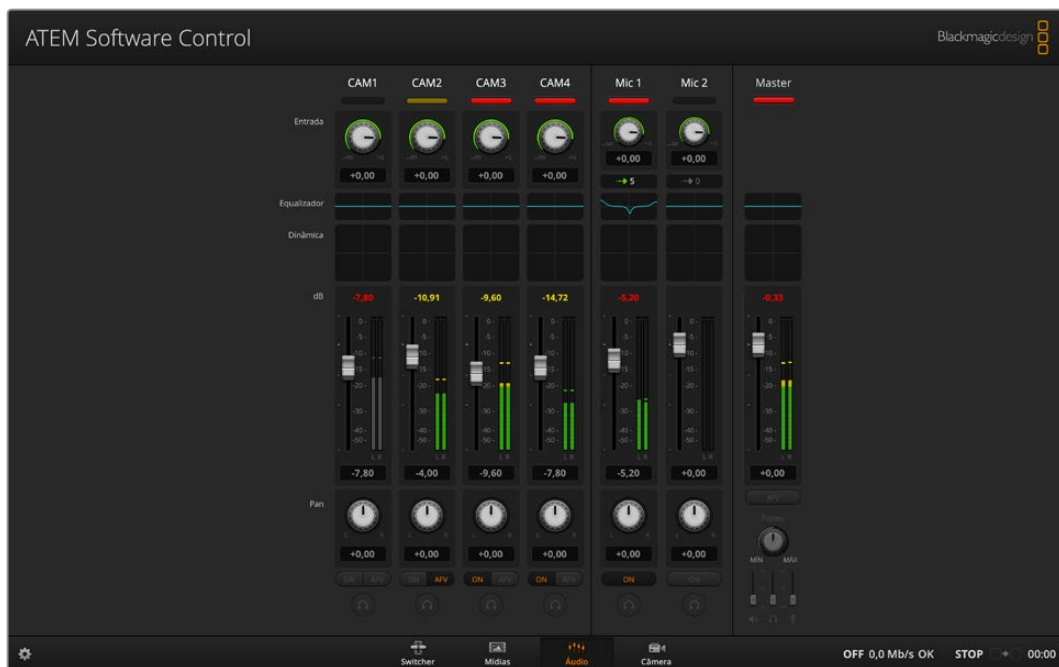 ATEM Software Control
Blackmagicdesign
CAM1 CAM2 CAM3 CAM4 Mic 1 Mic 2 Master
Entrada
+0,00 +0,00 +0,00 +0,00 +0,00 +0,00
5 0
Equalizador
Dinâmica
dB -7,80 -10,91 -9,60 -14,72 -5,20 -0,33
-7,80 -4,00 -9,60 -7,80 -5,20 +0,00 +0,00
Pan
L R L R L R L R L R L R
+0,00 +0,00 +0,00 +0,00 +0,00 +0,00
ON AFV ON AFV ON AFV ON AFV ON ON
AFV
Fones
MÍN MÁX
Switcher Mídias Áudio Câmera
OFF 0,0 Mb/s OK STOP 00:00